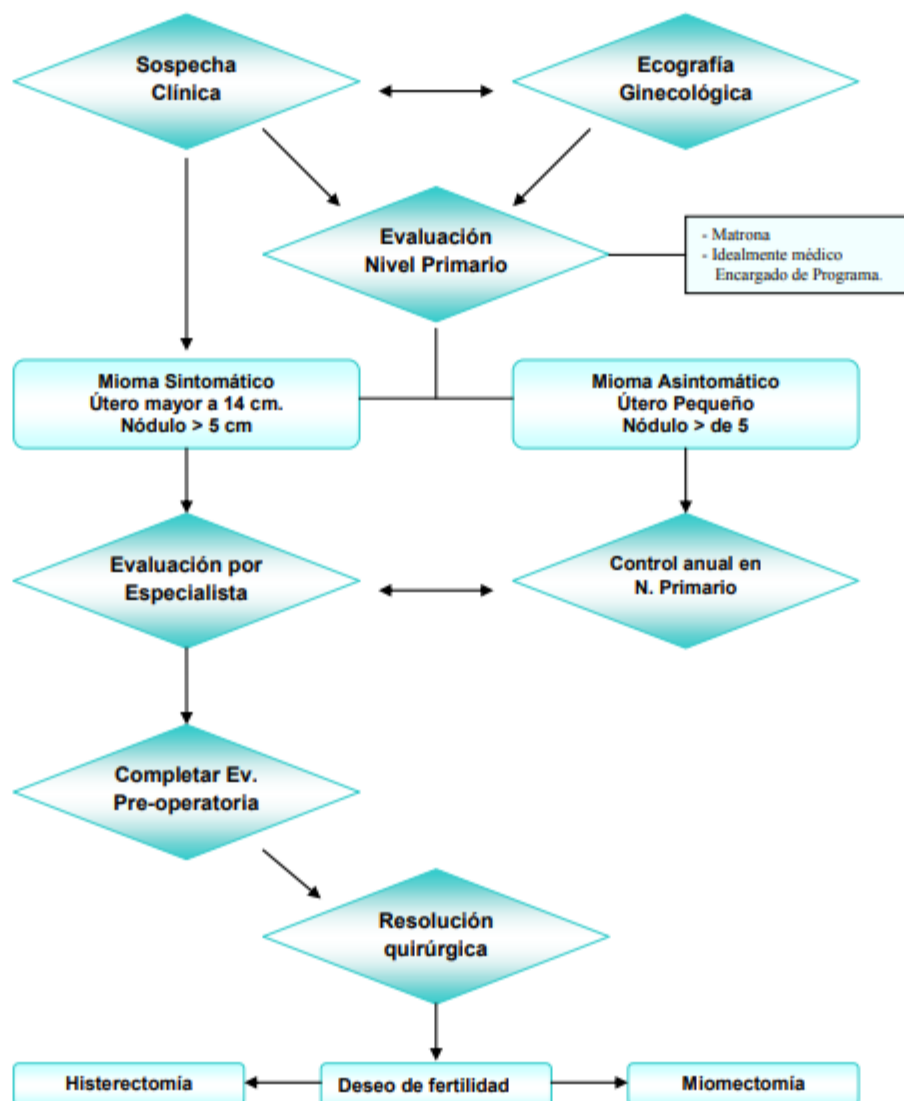 Sospecha
Clínica
Ecografía
Ginecológica
Evaluación
Nivel Primario
- Matrona
- Idealmente médico
Encargado de Programa.
Mioma Sintomático
Útero mayor a 14 cm.
Nódulo > 5 cm
Mioma Asintomático
Útero Pequeño
Nódulo > de 5
Evaluación por
Especialista
Control anual en
N. Primario
Completar Ev.
Pre-operatoria
Resolución
quirúrgica
Histerectomía
Deseo de fertilidad
Miomectomía